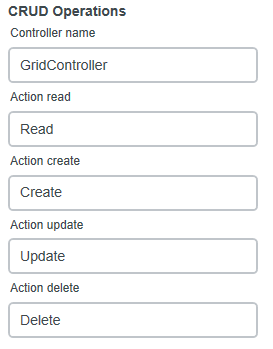 CRUD Operations
Controller name
GridController
Action read
Read
Action create
Create
Action update
Update
Action delete
Delete